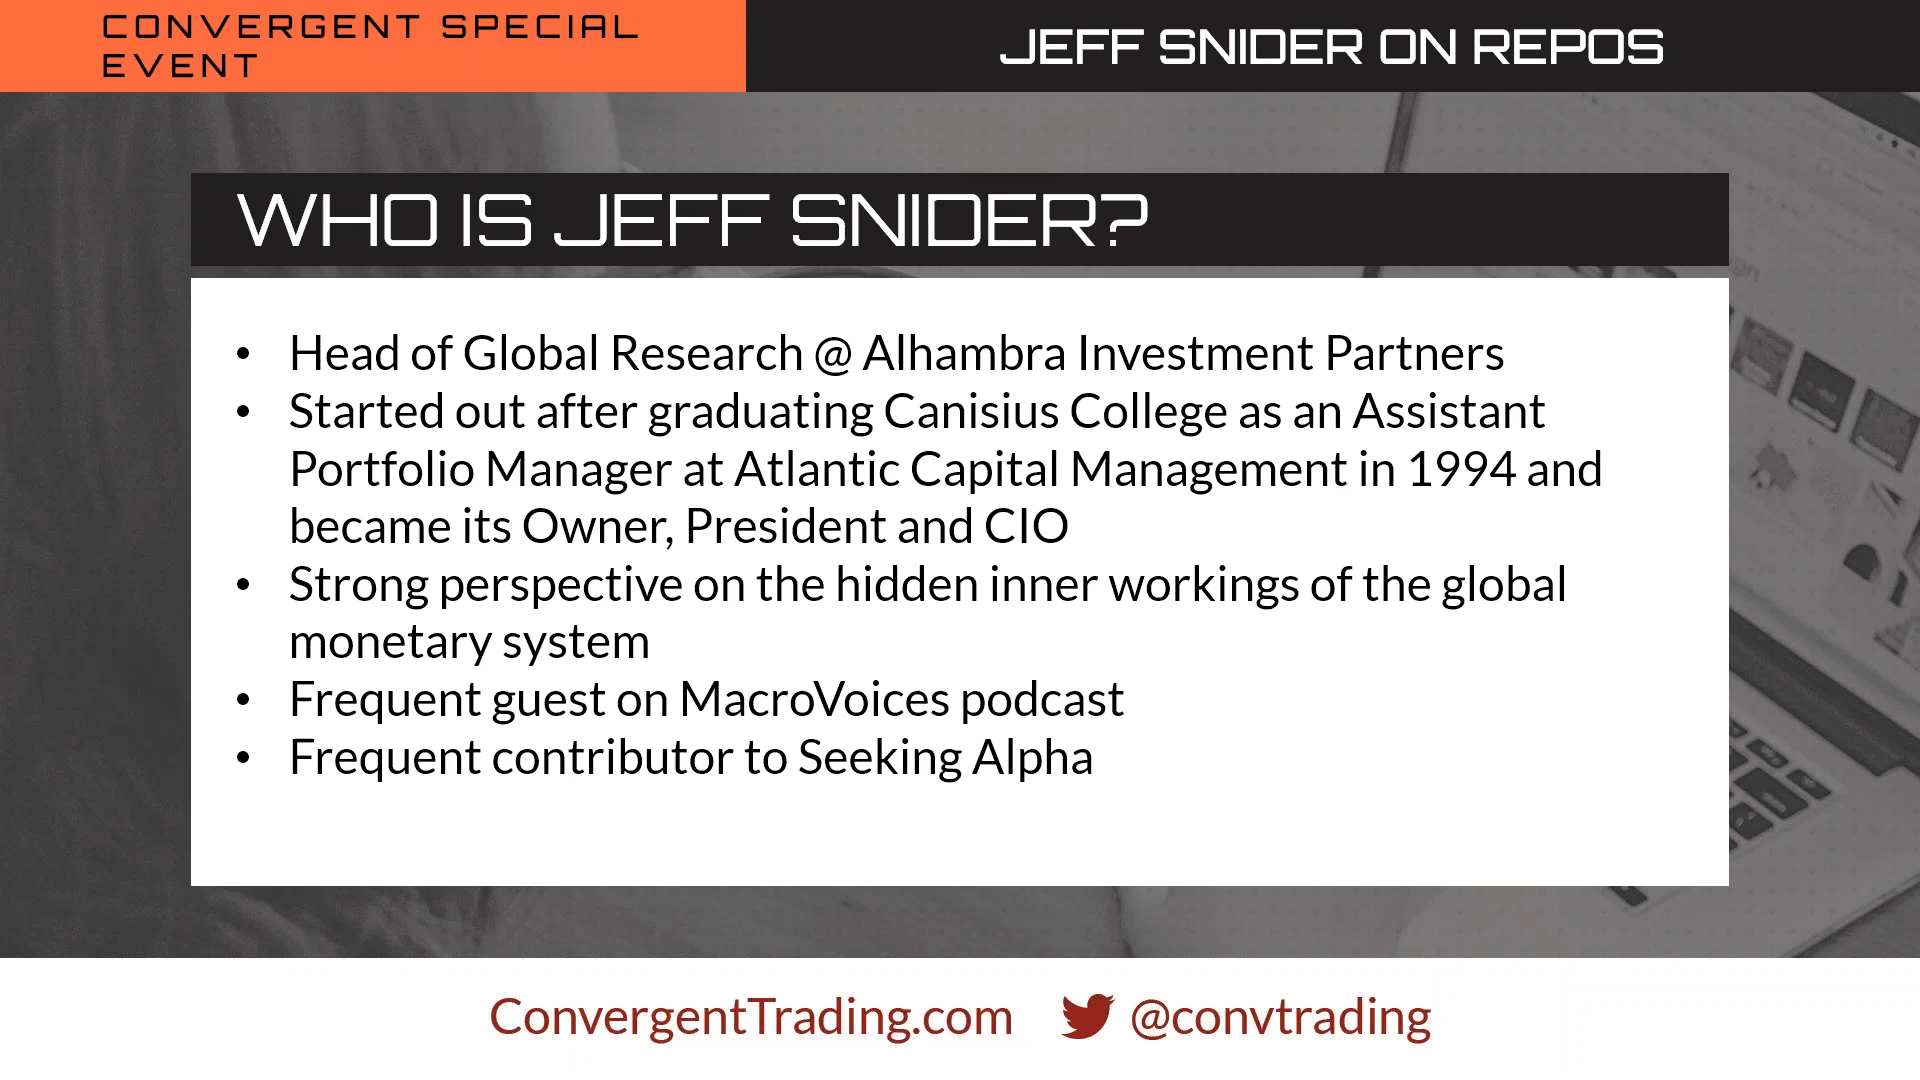 CONVERGENT SPECIAL
EVENT
JEFF SNIDER ON REPOS
WHO IS JEFF SNIDER?
• Head of Global Research @ Alhambra Investment Partners
• Started out after graduating Canisius College as an Assistant
Portfolio Manager at Atlantic Capital Management in 1994 and
became its Owner, President and CIO
• Strong perspective on the hidden inner workings of the global
monetary system
• Frequent guest on MacroVoices podcast
• Frequent contributor to Seeking Alpha
ConvergentTrading.com @convtrading